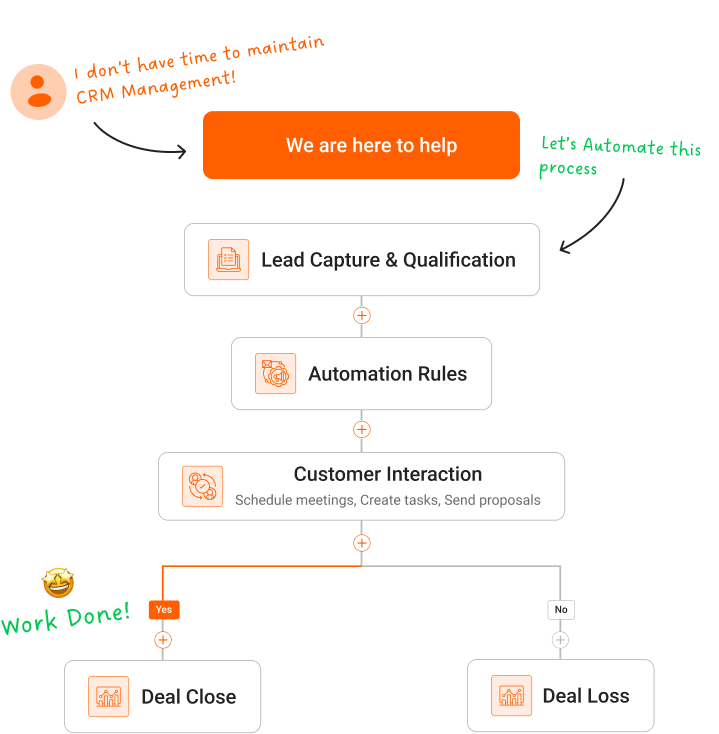 I don't have time to maintain
CRM Management!
We are here to help
Let's Automate this
process
Lead Capture & Qualification
Automation Rules
Customer Interaction
Schedule meetings, Create tasks, Send proposals
Work Done!
Yes
No
Deal Close
Deal Loss